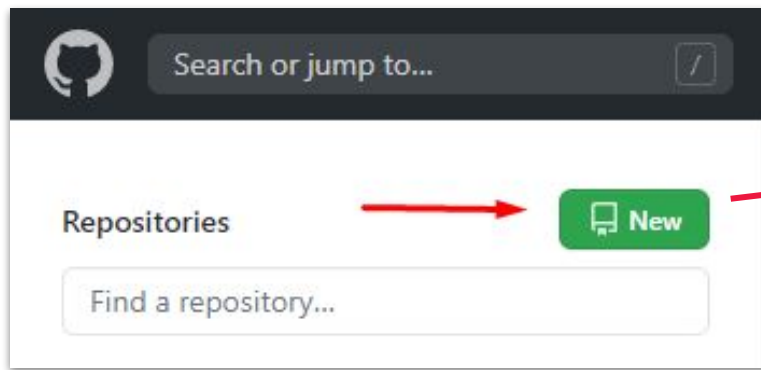 Search or jump to...
/
Repositories
New
Find a repository...